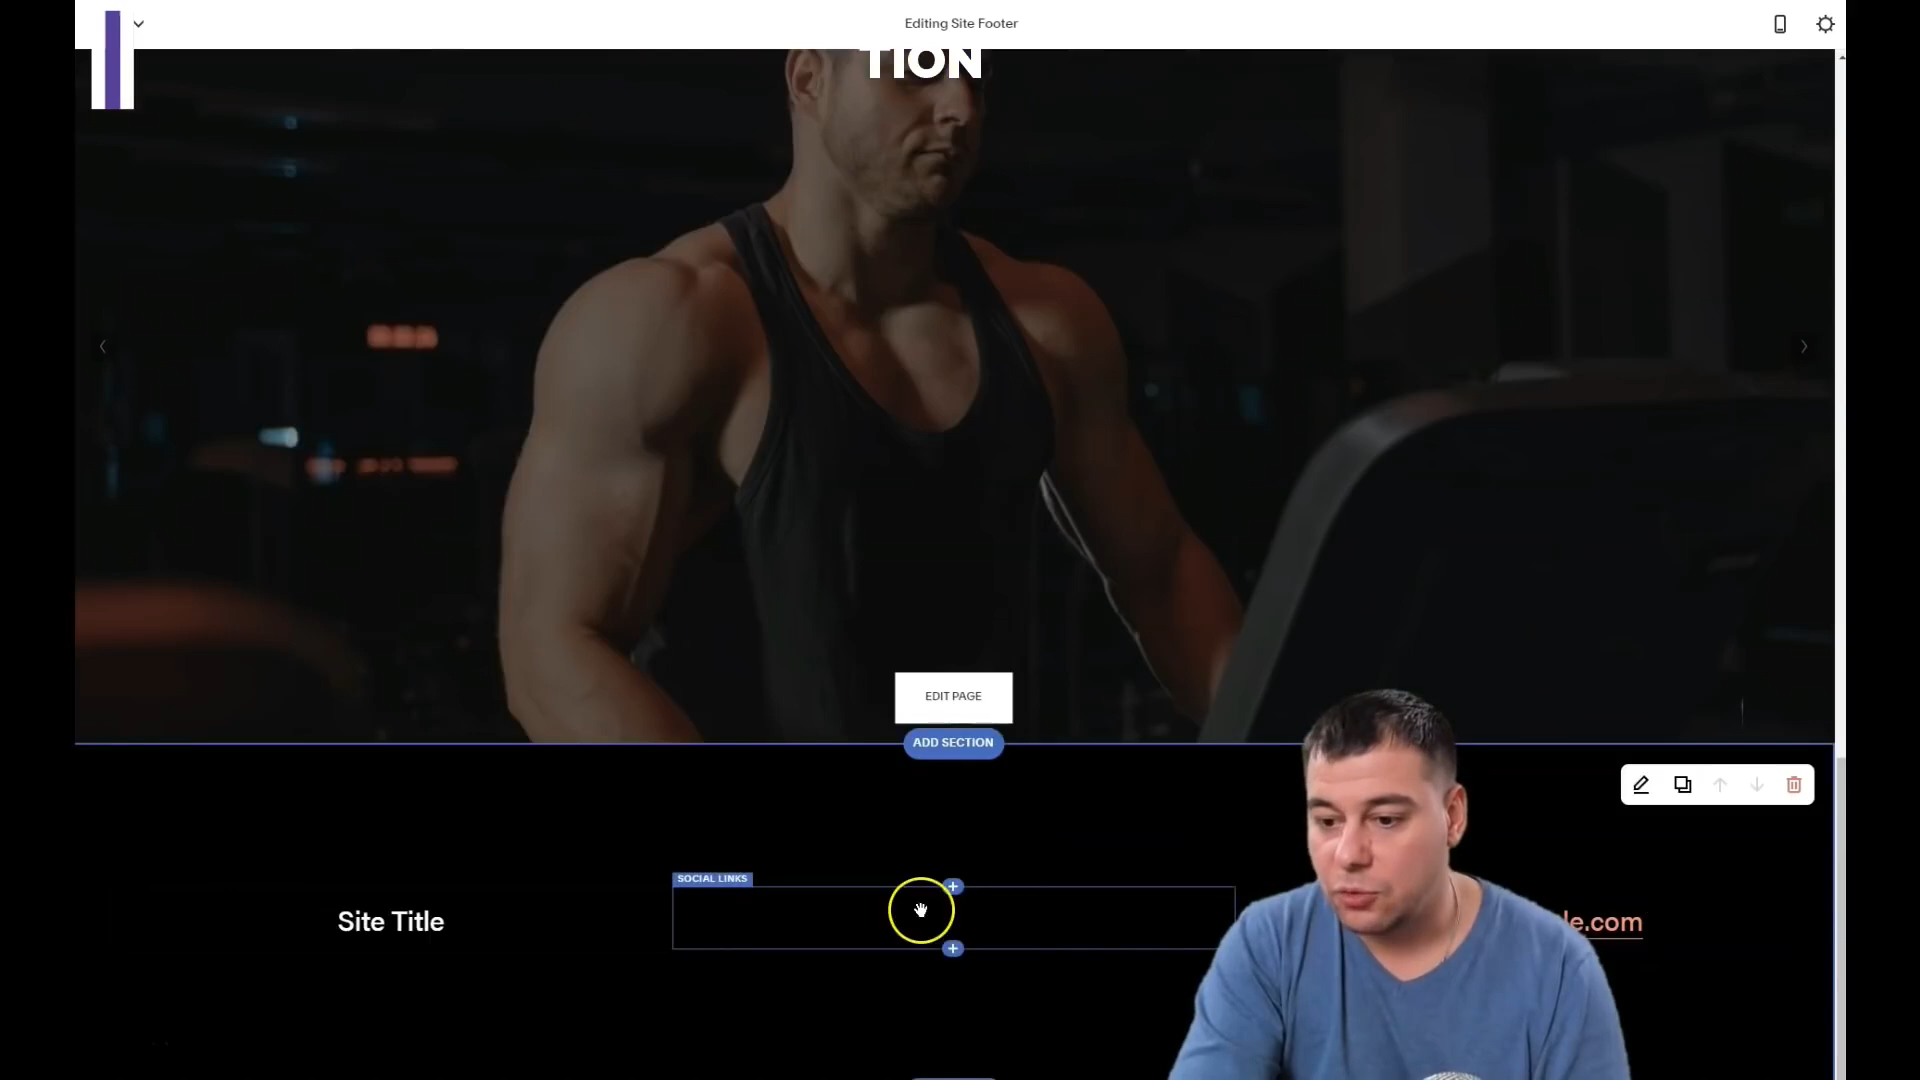 Editing Site Footer
TION
EDIT PAGE
ADD SECTION
SOCIAL LINKS
Site Title
le.com